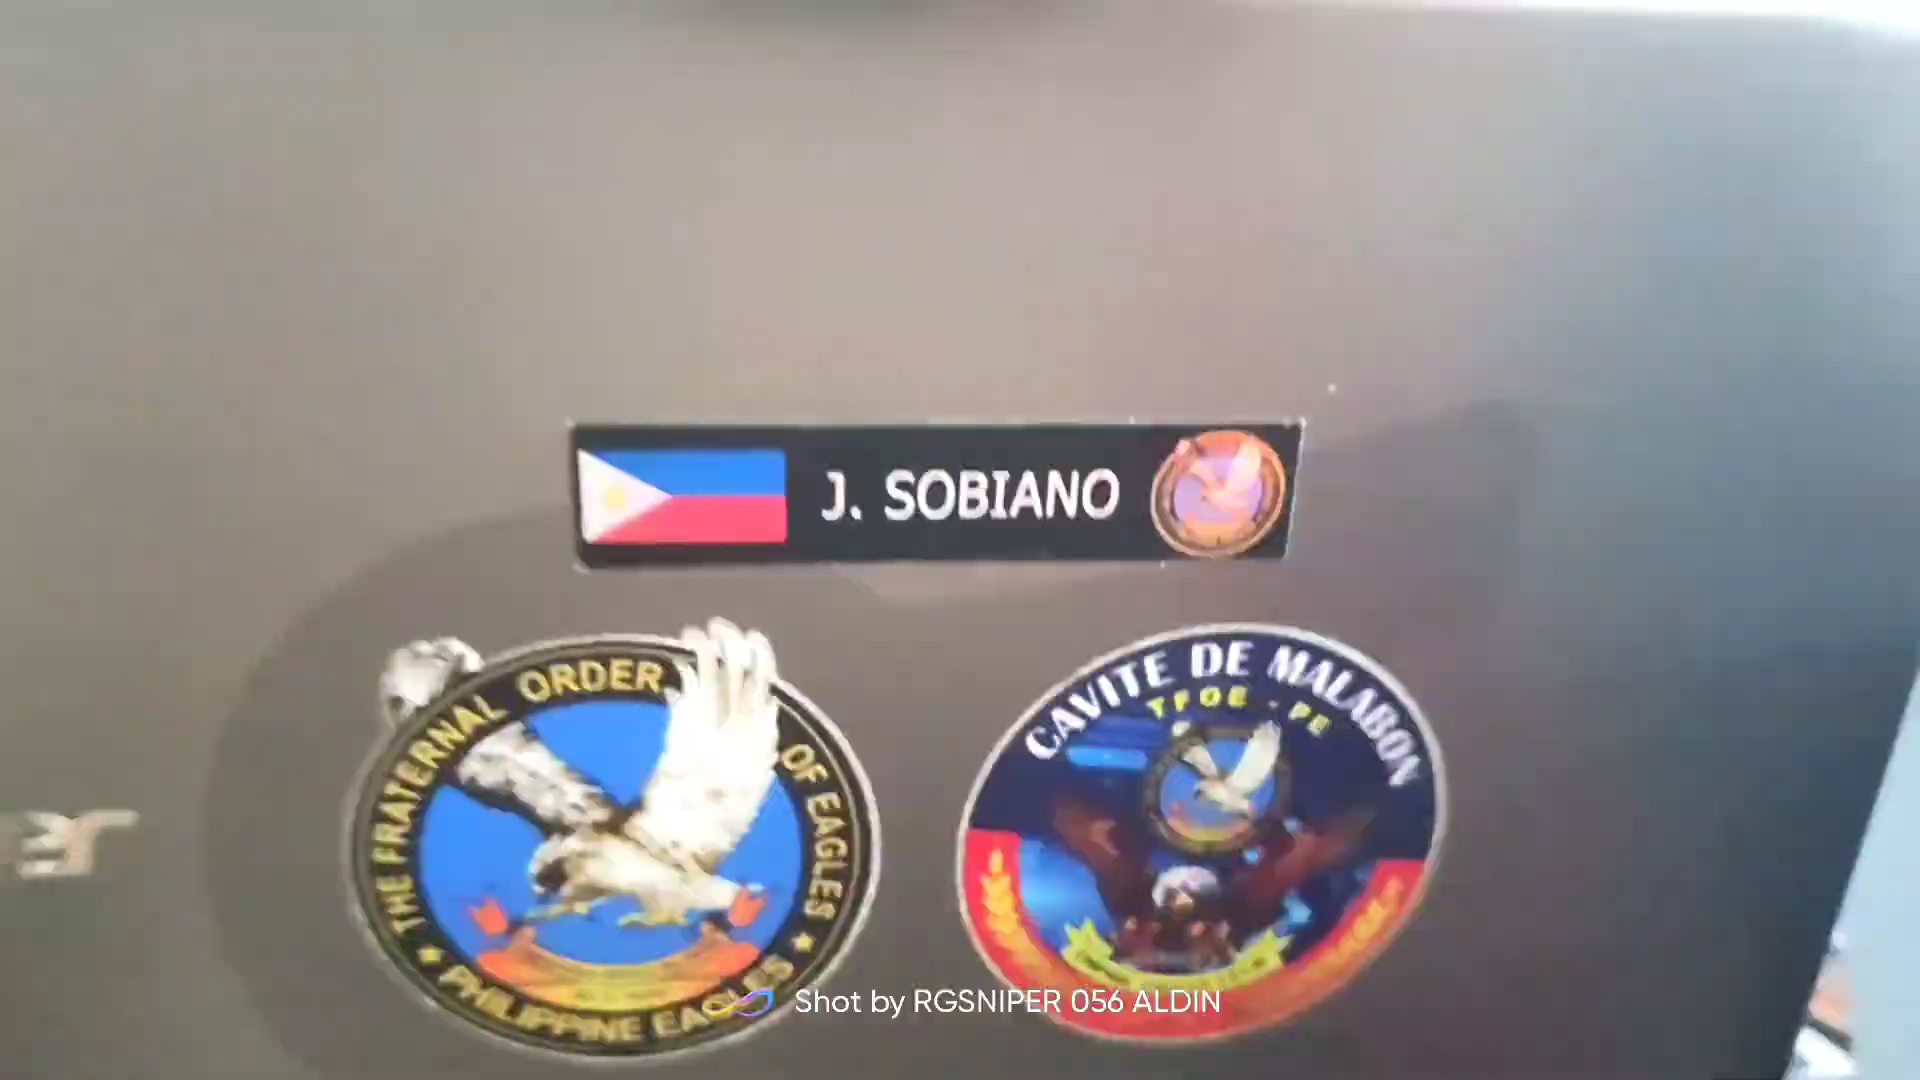 J. SOBIANO
THE FRATERNAL ORDER OF EAGLES
PHILIPPINE EAGLES
CAVITE DE MALABON
TFOE - PE
Shot by RGSNIPER 056 ALDIN